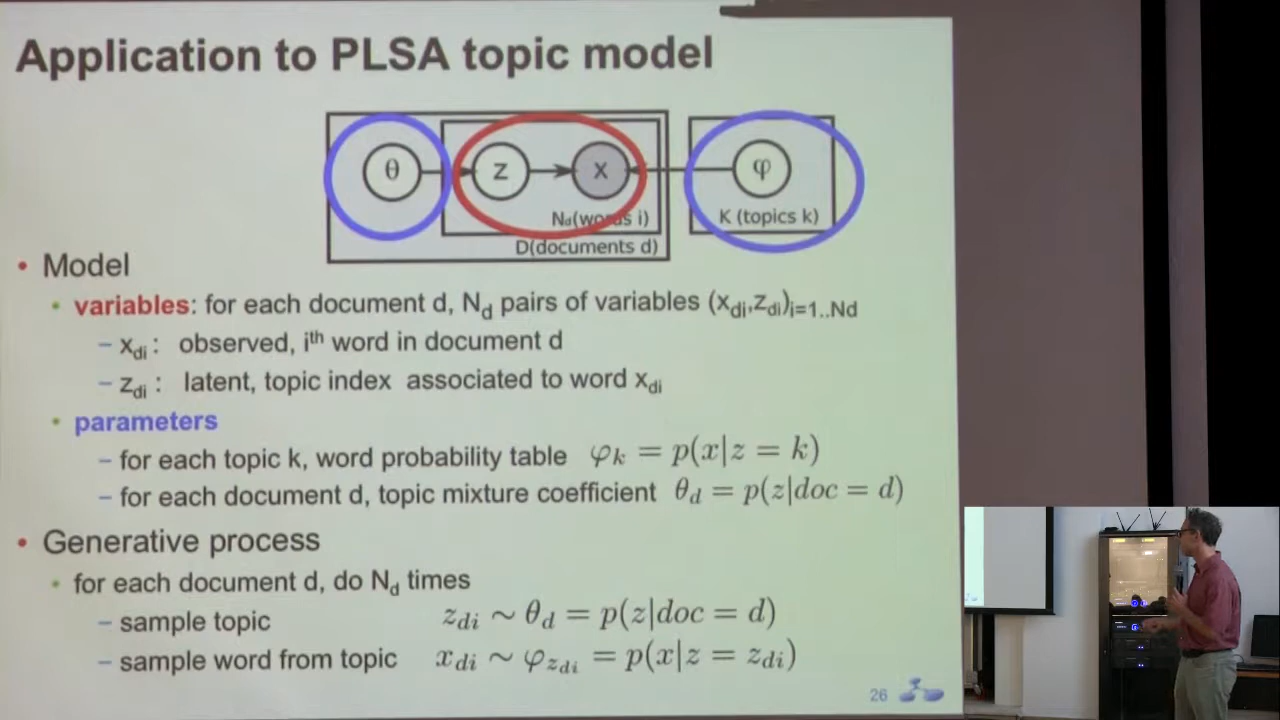 Application to PLSA topic model
θ z x φ
Nd(words i)
K (topics k)
D(documents d)
• Model
• variables: for each document d, Nd pairs of variables (xdi,zdi)i=1..Nd
– xdi : observed, ith word in document d
– zdi : latent, topic index associated to word xdi
• parameters
– for each topic k, word probability table φk = p(x|z = k)
– for each document d, topic mixture coefficient θd = p(z|doc = d)
• Generative process
• for each document d, do Nd times
– sample topic zdi ∼ θd = p(z|doc = d)
– sample word from topic xdi ∼ φzdi = p(x|z = zdi)
26